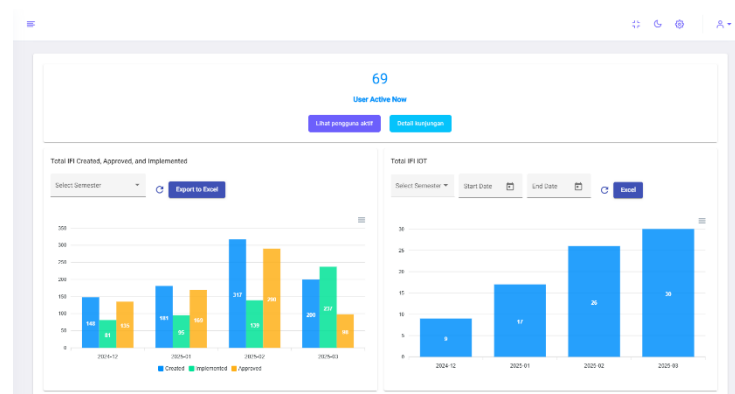 69
User Active Now
Lihat pengguna aktif
Detail kunjungan
Total IFI Created, Approved, and Implemented
Select Semester
Export to Excel
350
300
250
200
150
100
50
0
148
81
135
181
95
169
317
139
290
200
237
98
2024-12
2025-01
2025-02
2025-03
Created
Implemented
Approved
Total IFI IOT
Select Semester
Start Date
End Date
Excel
25
20
15
10
5
0
9
17
26
30
2024-12
2025-01
2025-02
2025-03